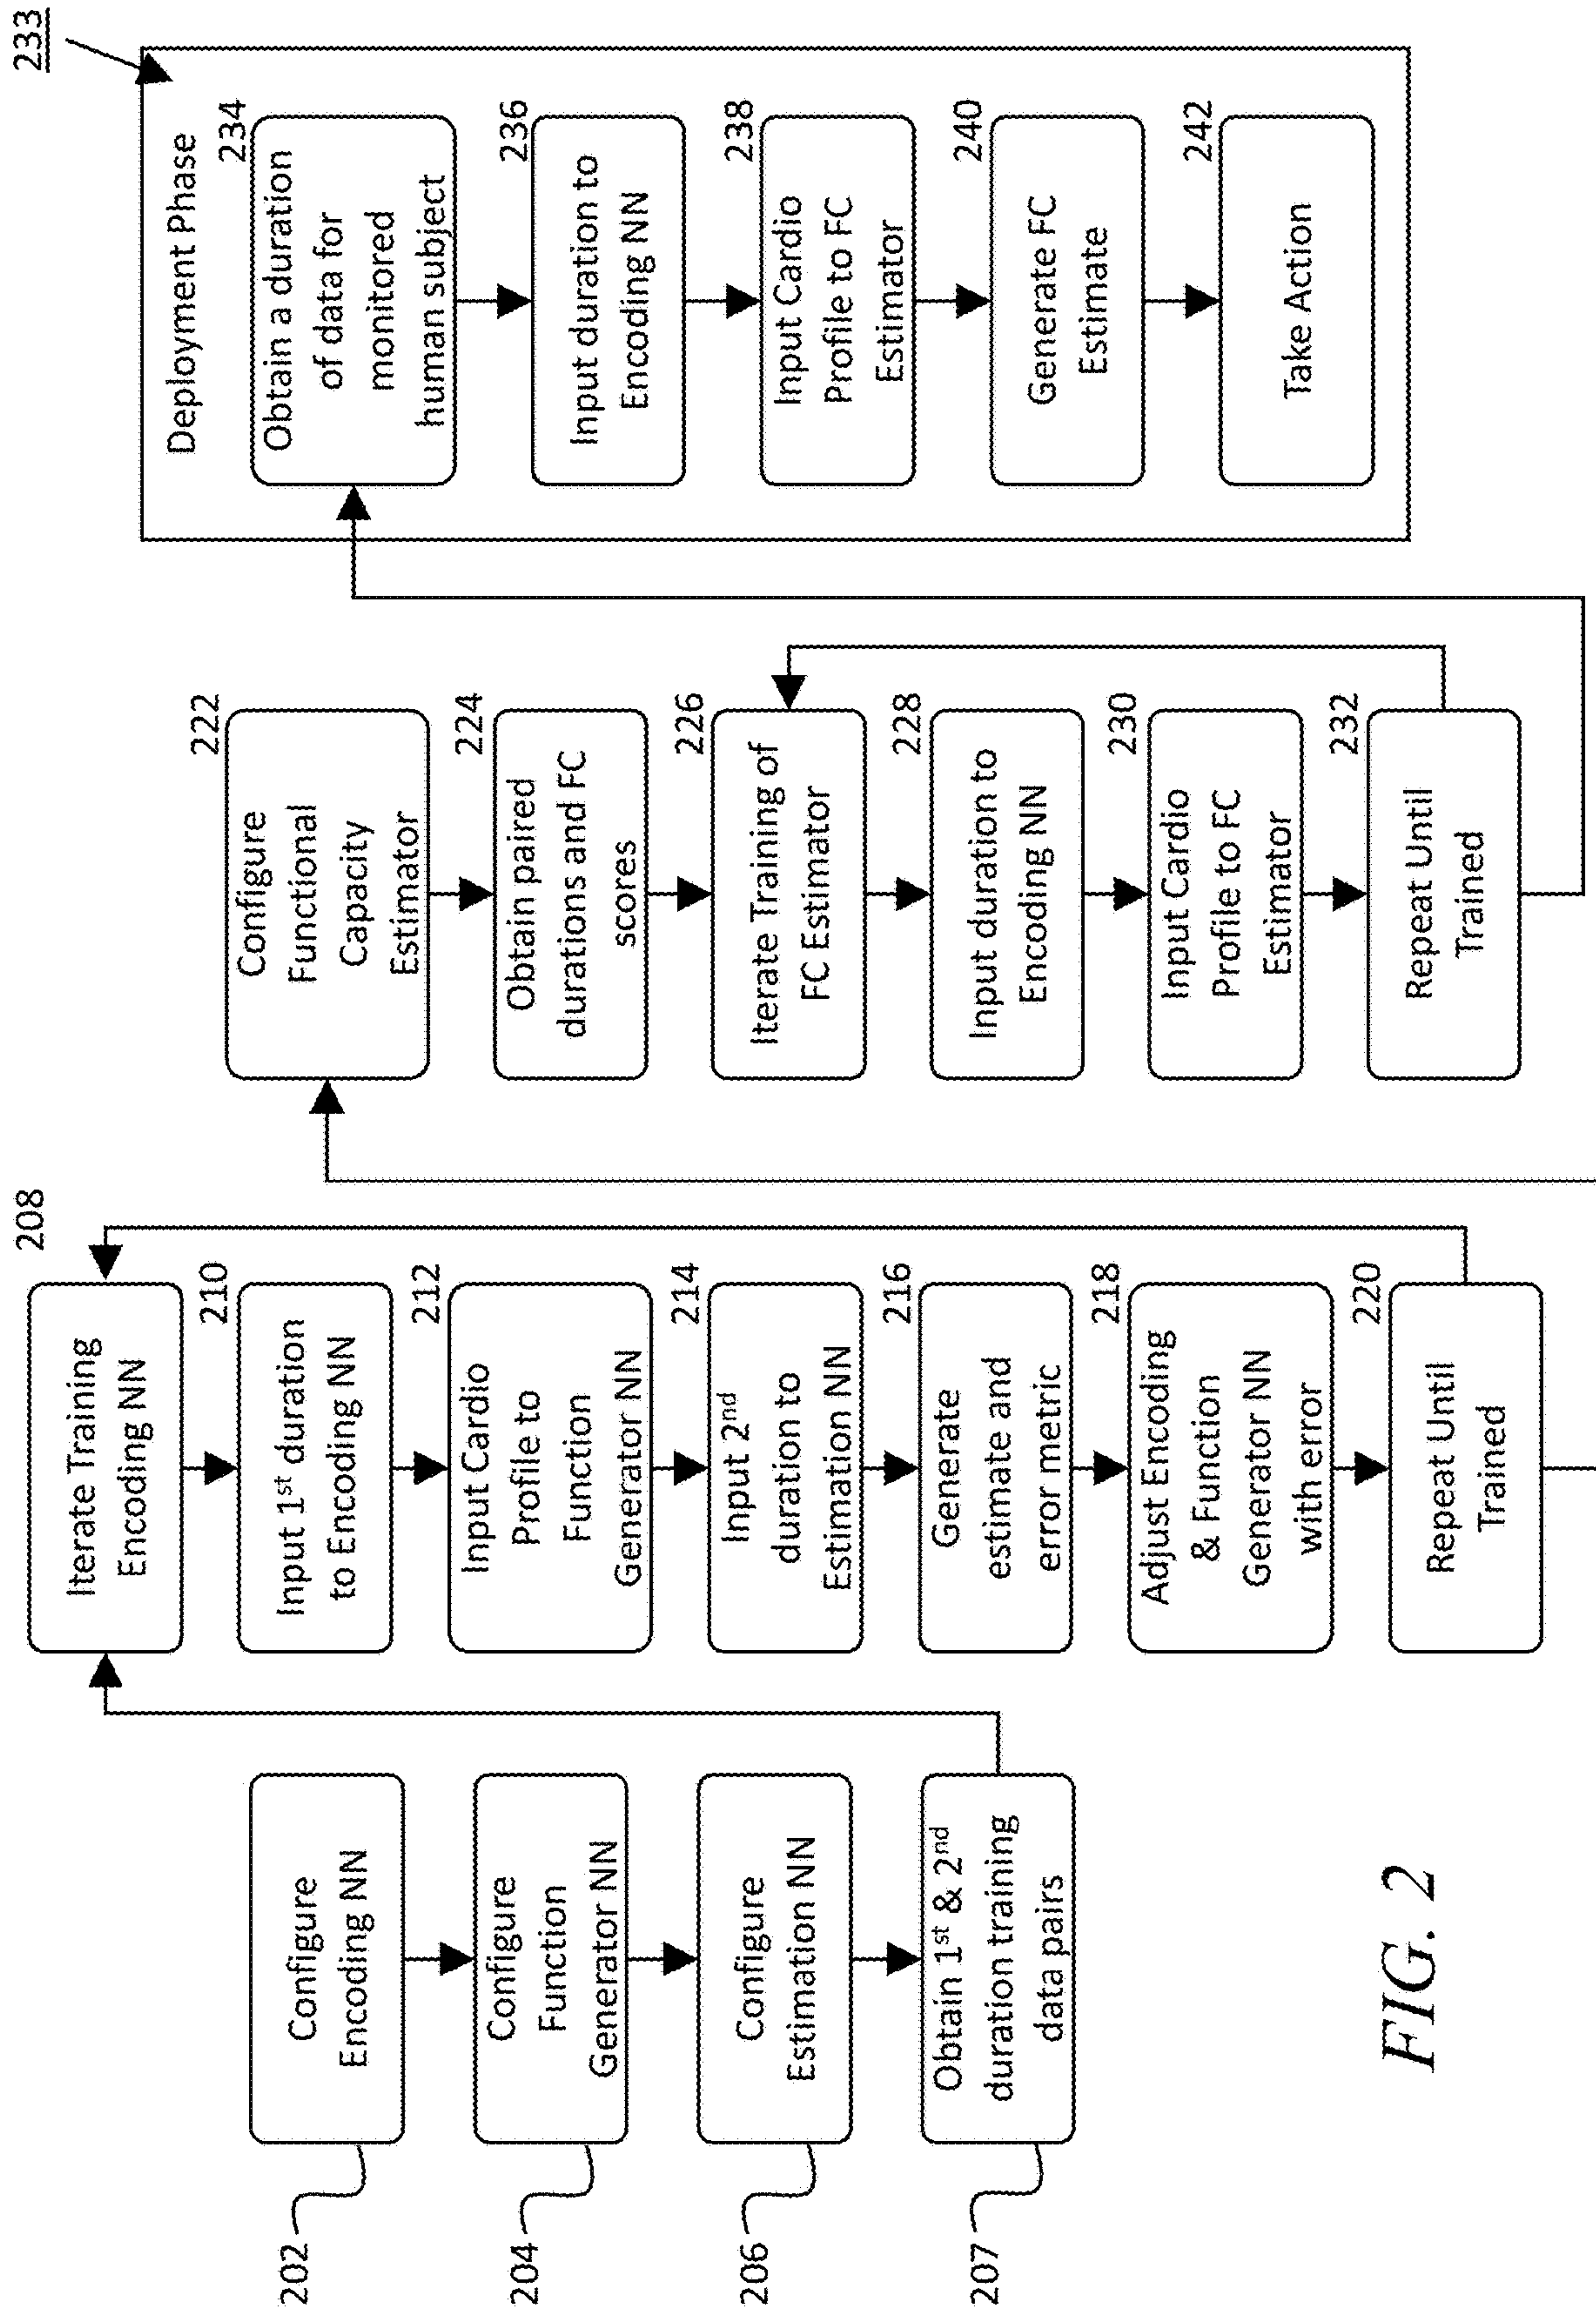 202
Configure
Encoding NN
204
Configure
Function
Generator NN
206
Configure
Estimation NN
207
Obtain 1st & 2nd
duration training
data pairs
208
Iterate Training
Encoding NN
210
Input 1st duration
to Encoding NN
212
Input Cardio
Profile to
Function
Generator NN
214
Input 2nd
duration to
Estimation NN
216
Generate
estimate and
error metric
218
Adjust Encoding
& Function
Generator NN
with error
220
Repeat Until
Trained
222
Configure
Functional
Capacity
Estimator
224
Obtain paired
durations and FC
scores
226
Iterate Training of
FC Estimator
228
Input duration to
Encoding NN
230
Input Cardio
Profile to FC
Estimator
232
Repeat Until
Trained
233
Deployment Phase
234
Obtain a duration
of data for
monitored
human subject
236
Input duration to
Encoding NN
238
Input Cardio
Profile to FC
Estimator
240
Generate FC
Estimate
242
Take Action
FIG. 2